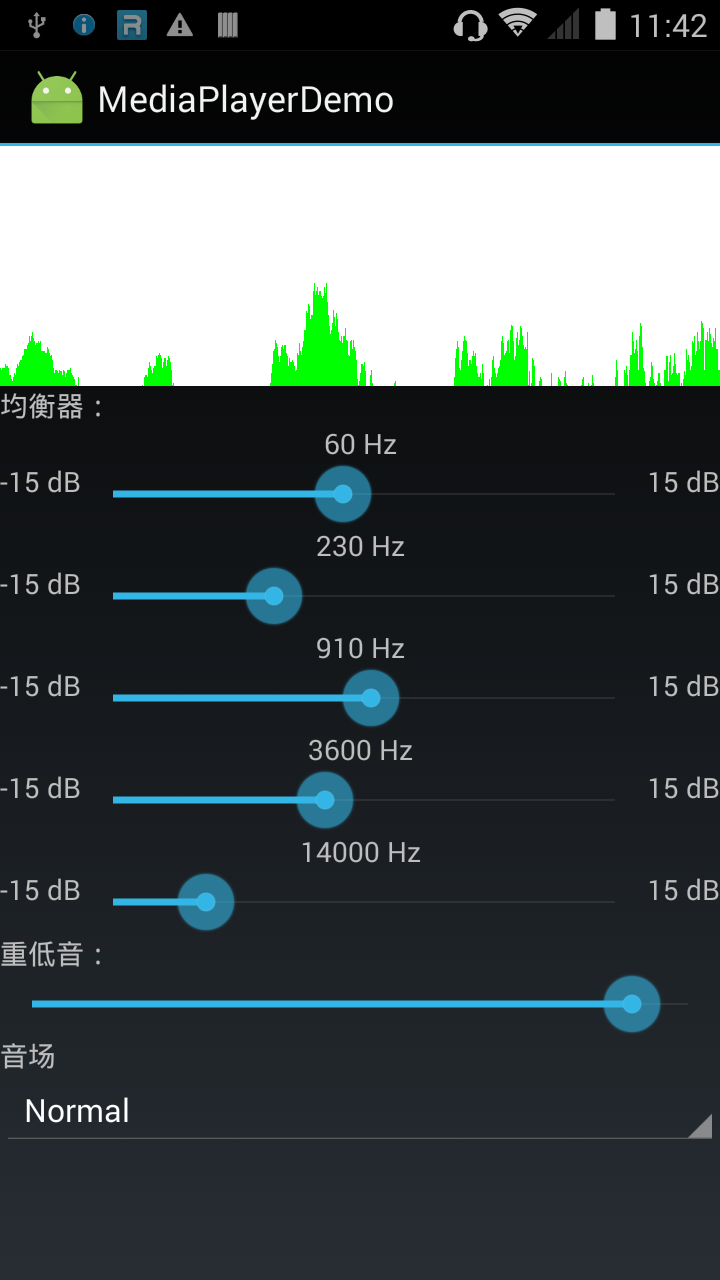 11:42
MediaPlayerDemo
均衡器：
60 Hz
-15 dB 15 dB
230 Hz
-15 dB 15 dB
910 Hz
-15 dB 15 dB
3600 Hz
-15 dB 15 dB
14000 Hz
-15 dB 15 dB
重低音：
音场
Normal